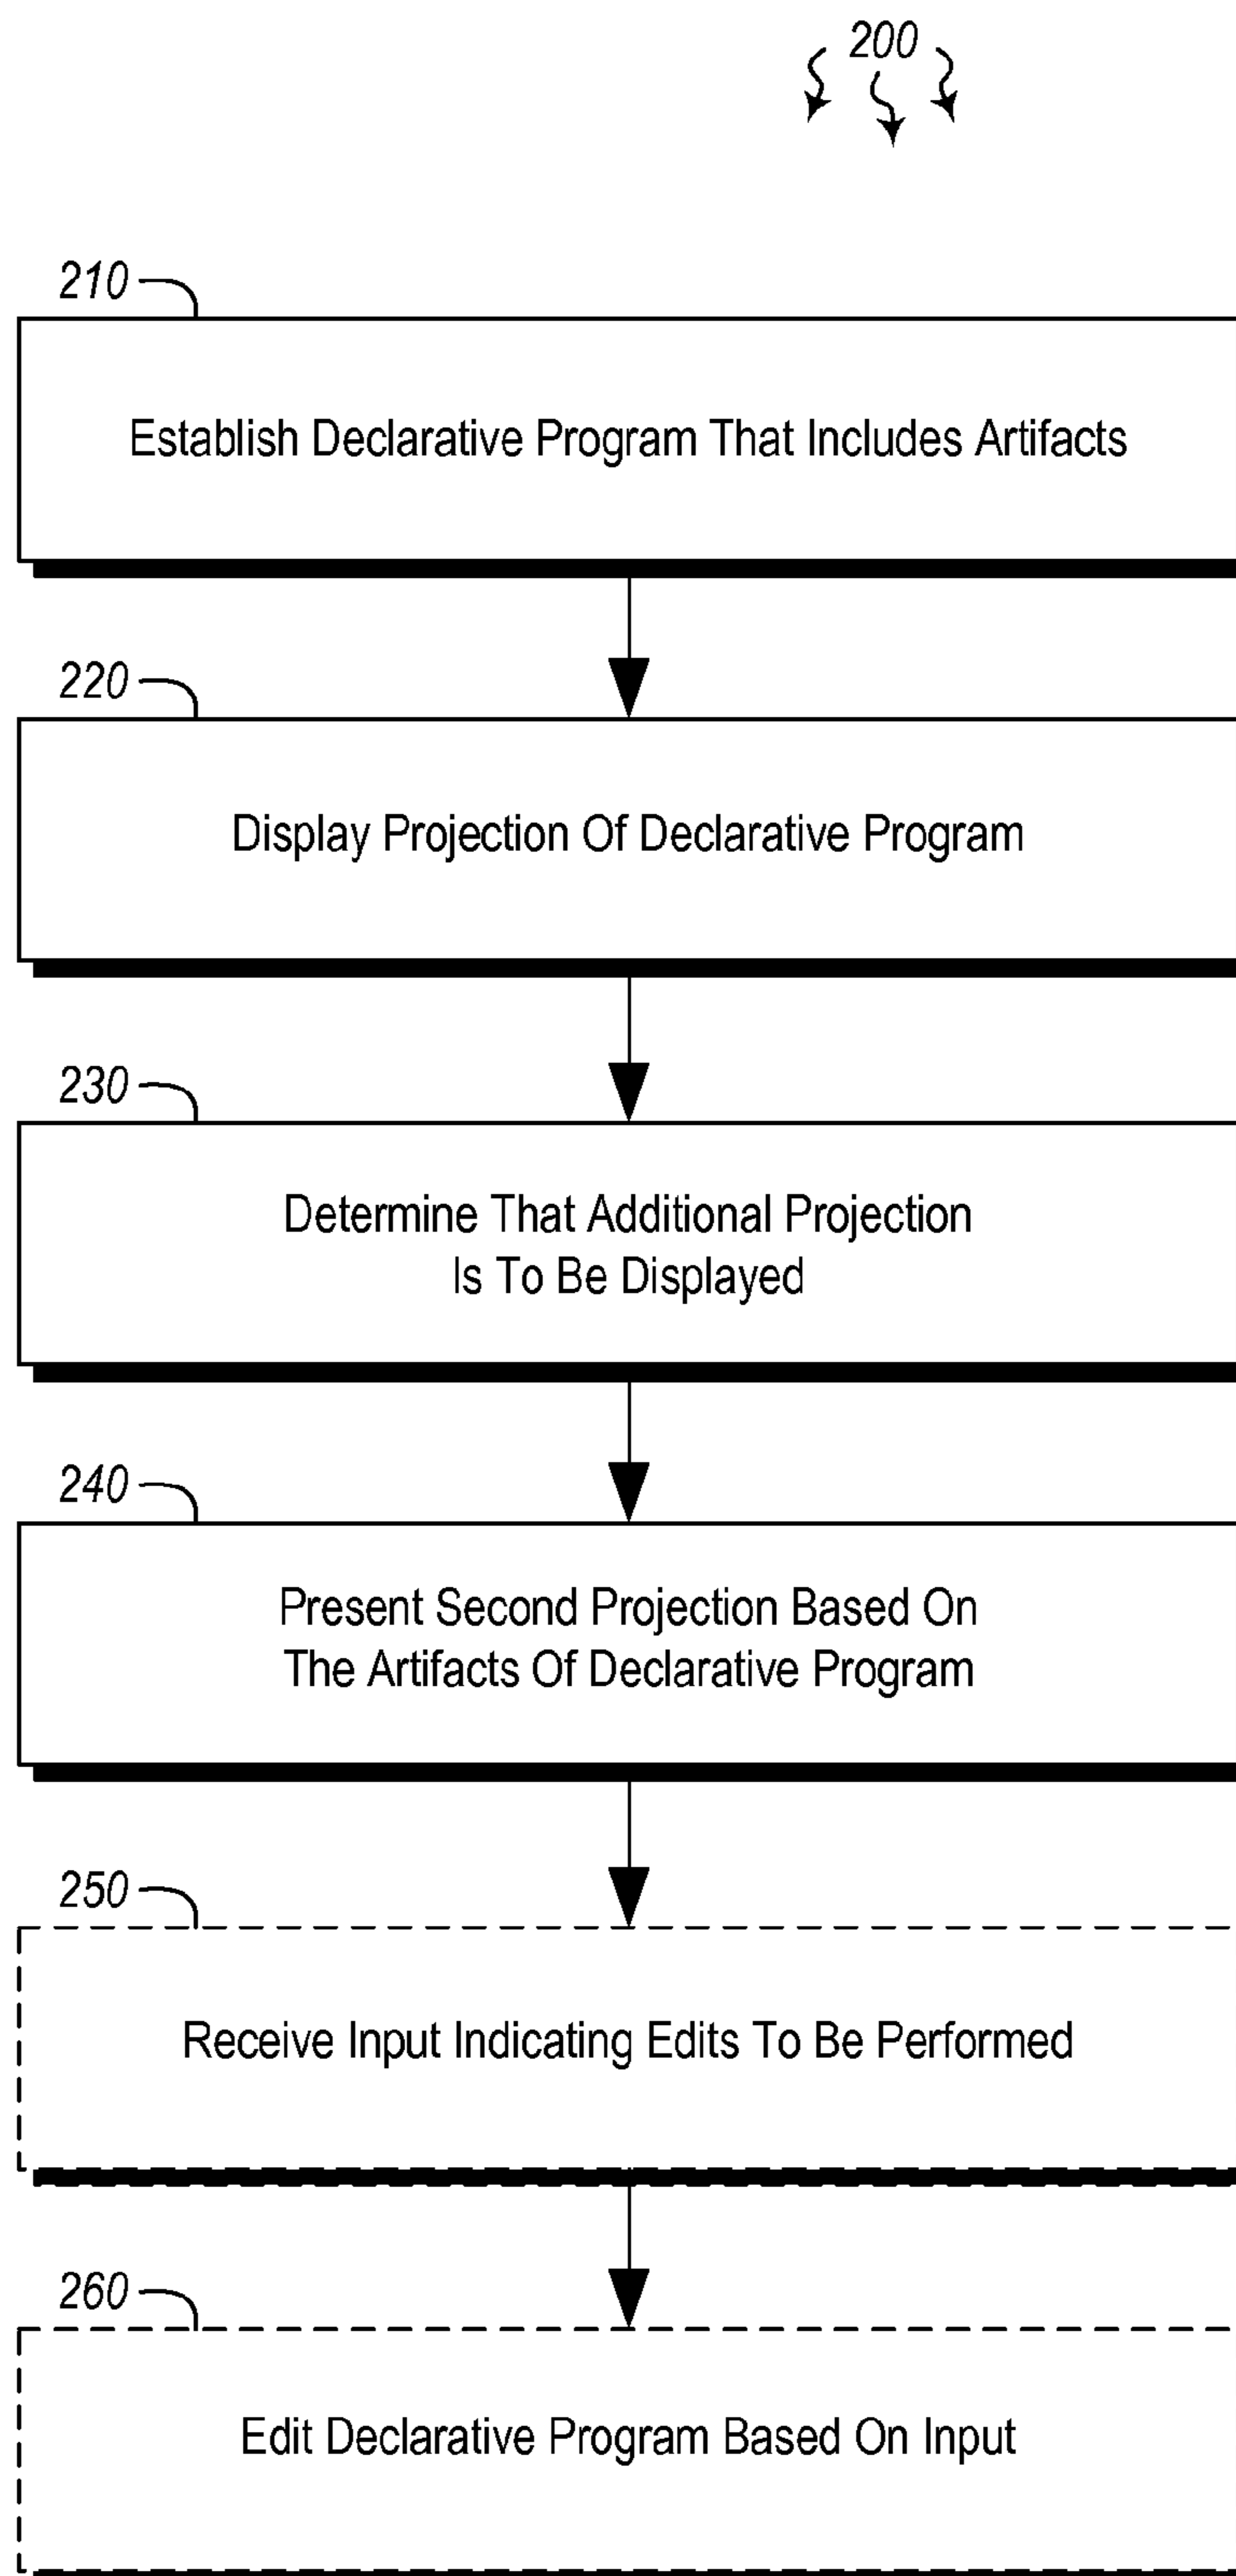 200
210
Establish Declarative Program That Includes Artifacts
220
Display Projection Of Declarative Program
230
Determine That Additional Projection
Is To Be Displayed
240
Present Second Projection Based On
The Artifacts Of Declarative Program
250
Receive Input Indicating Edits To Be Performed
260
Edit Declarative Program Based On Input